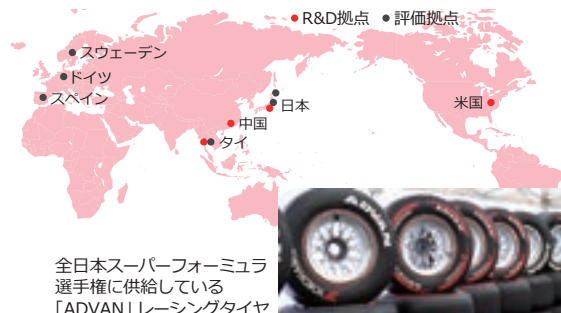 ● R&D拠点 ● 評価拠点
スウェーデン
ドイツ
スペイン
日本
米国
中国
タイ
全日本スーパーフォーミュラ
選手権に供給している
「ADVAN」レーシングタイヤ
ADVAN